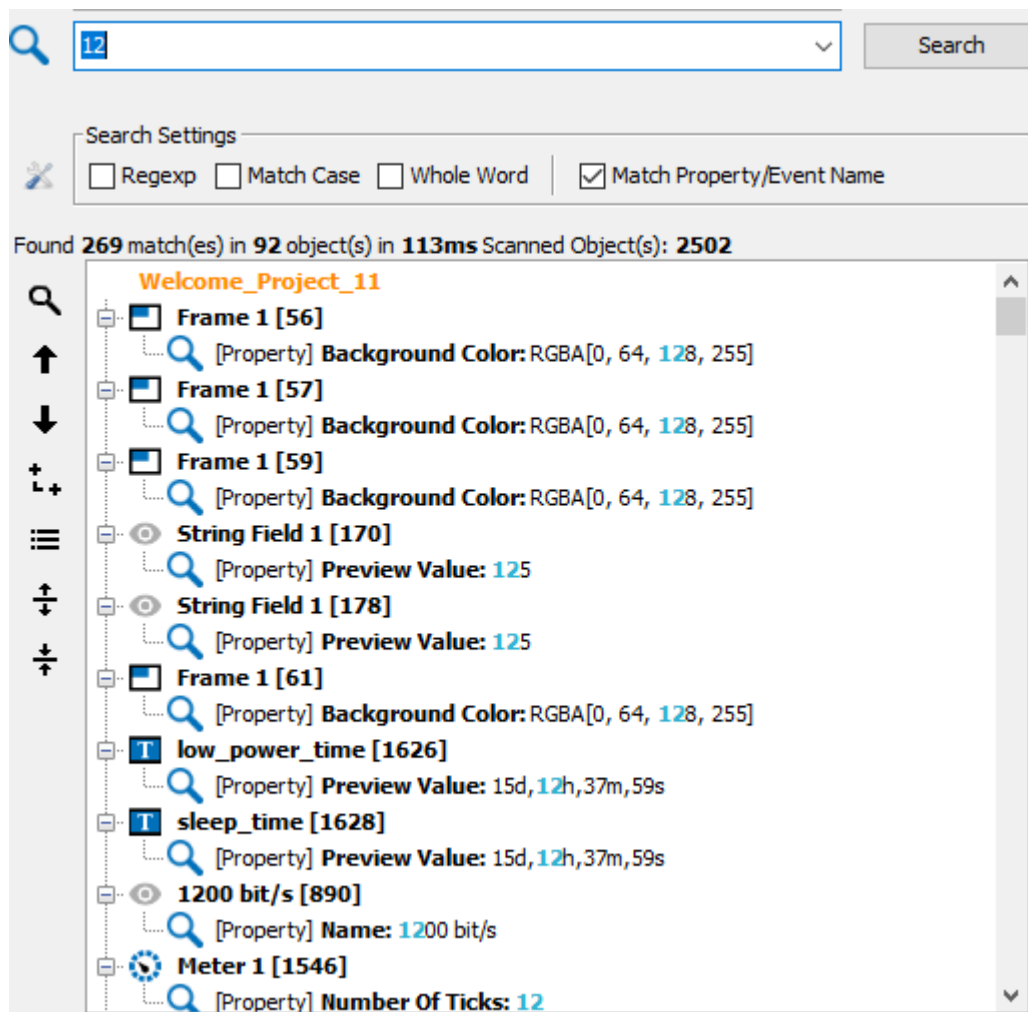 12
Search
Search Settings
Regexp Match Case Whole Word Match Property/Event Name
Found 269 match(es) in 92 object(s) in 113ms Scanned Object(s): 2502
Welcome_Project_11
Frame 1 [56]
[Property] Background Color: RGBA[0, 64, 128, 255]
Frame 1 [57]
[Property] Background Color: RGBA[0, 64, 128, 255]
Frame 1 [59]
[Property] Background Color: RGBA[0, 64, 128, 255]
String Field 1 [170]
[Property] Preview Value: 125
String Field 1 [178]
[Property] Preview Value: 125
Frame 1 [61]
[Property] Background Color: RGBA[0, 64, 128, 255]
T low_power_time [1626]
[Property] Preview Value: 15d,12h,37m,59s
T sleep_time [1628]
[Property] Preview Value: 15d,12h,37m,59s
1200 bit/s [890]
[Property] Name: 1200 bit/s
Meter 1 [1546]
[Property] Number Of Ticks: 12